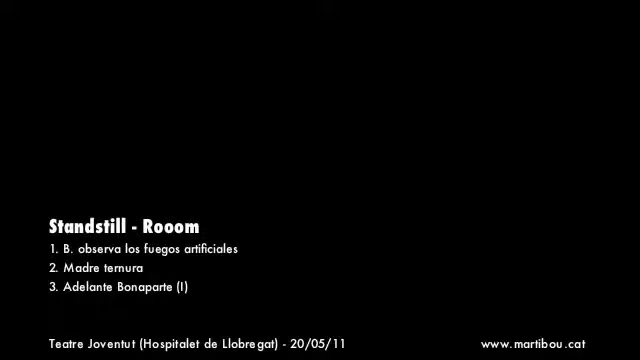 Standstill - Rooom
1. B. observa los fuegos artificiales
2. Madre ternura
3. Adelante Bonaparte (I)
Teatre Joventut (Hospitalet de Llobregat) - 20/05/11
www.martibou.cat